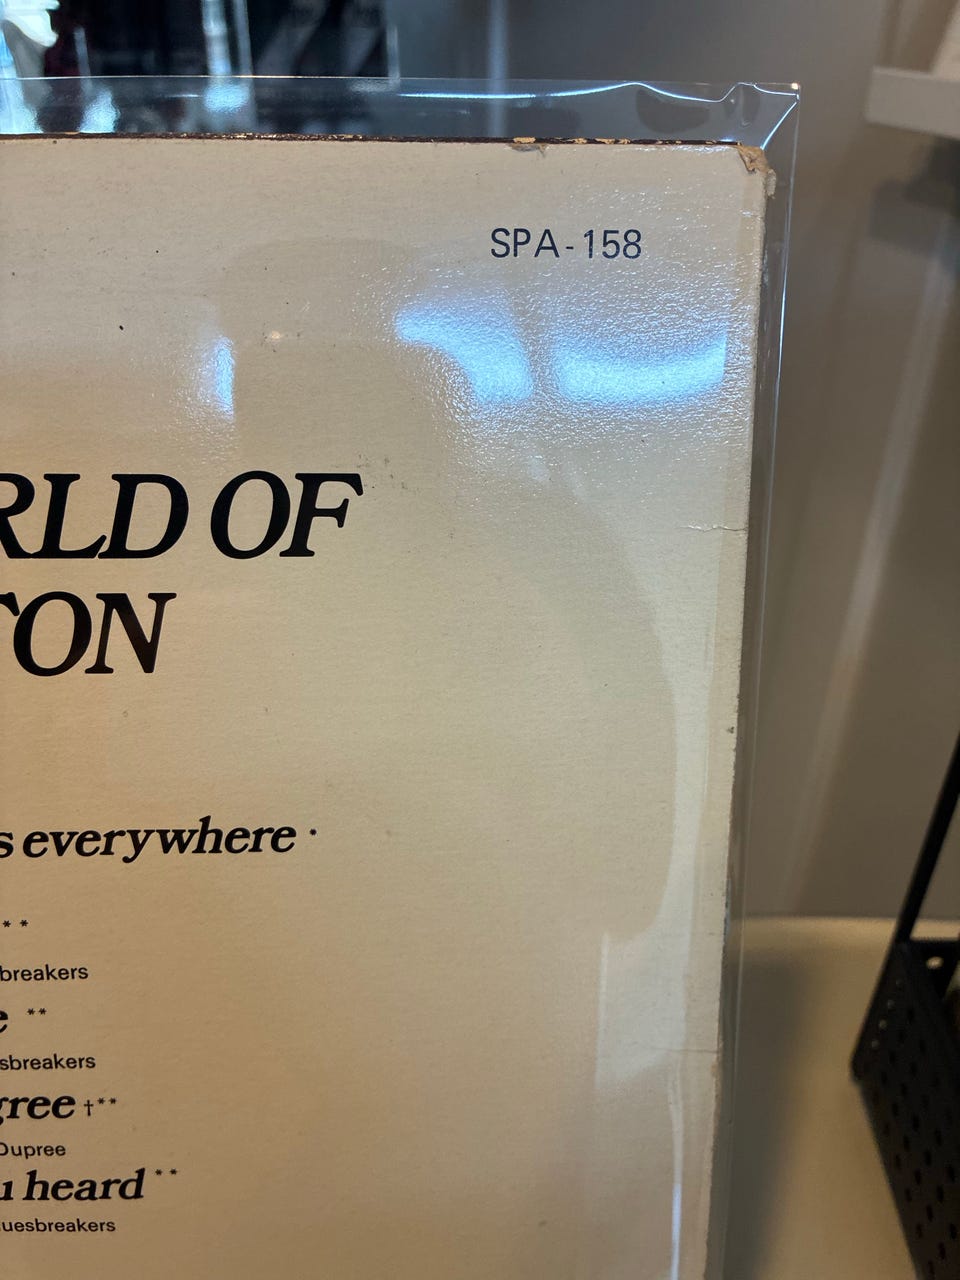 SPA-158
RLD OF
TON
s everywhere *
* *
breakers
e **
sbreakers
gree †**
Dupree
u heard **
uesbreakers